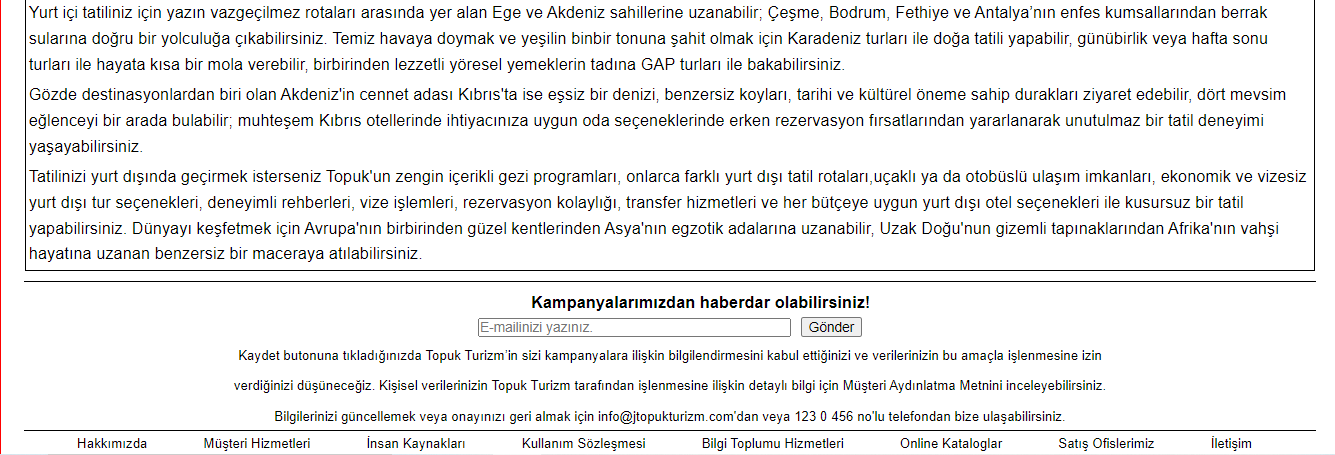 Yurt içi tatiliniz için yazın vazgeçilmez rotaları arasında yer alan Ege ve Akdeniz sahillerine uzanabilir; Çeşme, Bodrum, Fethiye ve Antalya’nın enfes kumsallarından berrak
sularına doğru bir yolculuğa çıkabilirsiniz. Temiz havaya doymak ve yeşilin binbir tonuna şahit olmak için Karadeniz turları ile doğa tatili yapabilir, günübirlik veya hafta sonu
turları ile hayata kısa bir mola verebilir, birbirinden lezzetli yöresel yemeklerin tadına GAP turları ile bakabilirsiniz.
Gözde destinasyonlardan biri olan Akdeniz'in cennet adası Kıbrıs'ta ise eşsiz bir denizi, benzersiz koyları, tarihi ve kültürel öneme sahip durakları ziyaret edebilir, dört mevsim
eğlenceyi bir arada bulabilir; muhteşem Kıbrıs otellerinde ihtiyacınıza uygun oda seçeneklerinde erken rezervasyon fırsatlarından yararlanarak unutulmaz bir tatil deneyimi
yaşayabilirsiniz.
Tatilinizi yurt dışında geçirmek isterseniz Topuk'un zengin içerikli gezi programları, onlarca farklı yurt dışı tatil rotaları,uçaklı ya da otobüslü ulaşım imkanları, ekonomik ve vizesiz
yurt dışı tur seçenekleri, deneyimli rehberleri, vize işlemleri, rezervasyon kolaylığı, transfer hizmetleri ve her bütçeye uygun yurt dışı otel seçenekleri ile kusursuz bir tatil
yapabilirsiniz. Dünyayı keşfetmek için Avrupa'nın birbirinden güzel kentlerinden Asya'nın egzotik adalarına uzanabilir, Uzak Doğu'nun gizemli tapınaklarından Afrika'nın vahşi
hayatına uzanan benzersiz bir maceraya atılabilirsiniz.
Kampanyalarımızdan haberdar olabilirsiniz!
E-mailinizi yazınız. Gönder
Kaydet butonuna tıkladığınızda Topuk Turizm’in sizi kampanyalara ilişkin bilgilendirmesini kabul ettiğinizi ve verilerinizin bu amaçla işlenmesine izin
verdiğinizi düşüneceğiz. Kişisel verilerinizin Topuk Turizm tarafından işlenmesine ilişkin detaylı bilgi için Müşteri Aydınlatma Metnini inceleyebilirsiniz.
Bilgilerinizi güncellemek veya onayınızı geri almak için info@jtopukturizm.com'dan veya 123 0 456 no'lu telefondan bize ulaşabilirsiniz.
Hakkımızda Müşteri Hizmetleri İnsan Kaynakları Kullanım Sözleşmesi Bilgi Toplumu Hizmetleri Online Kataloglar Satış Ofislerimiz İletişim